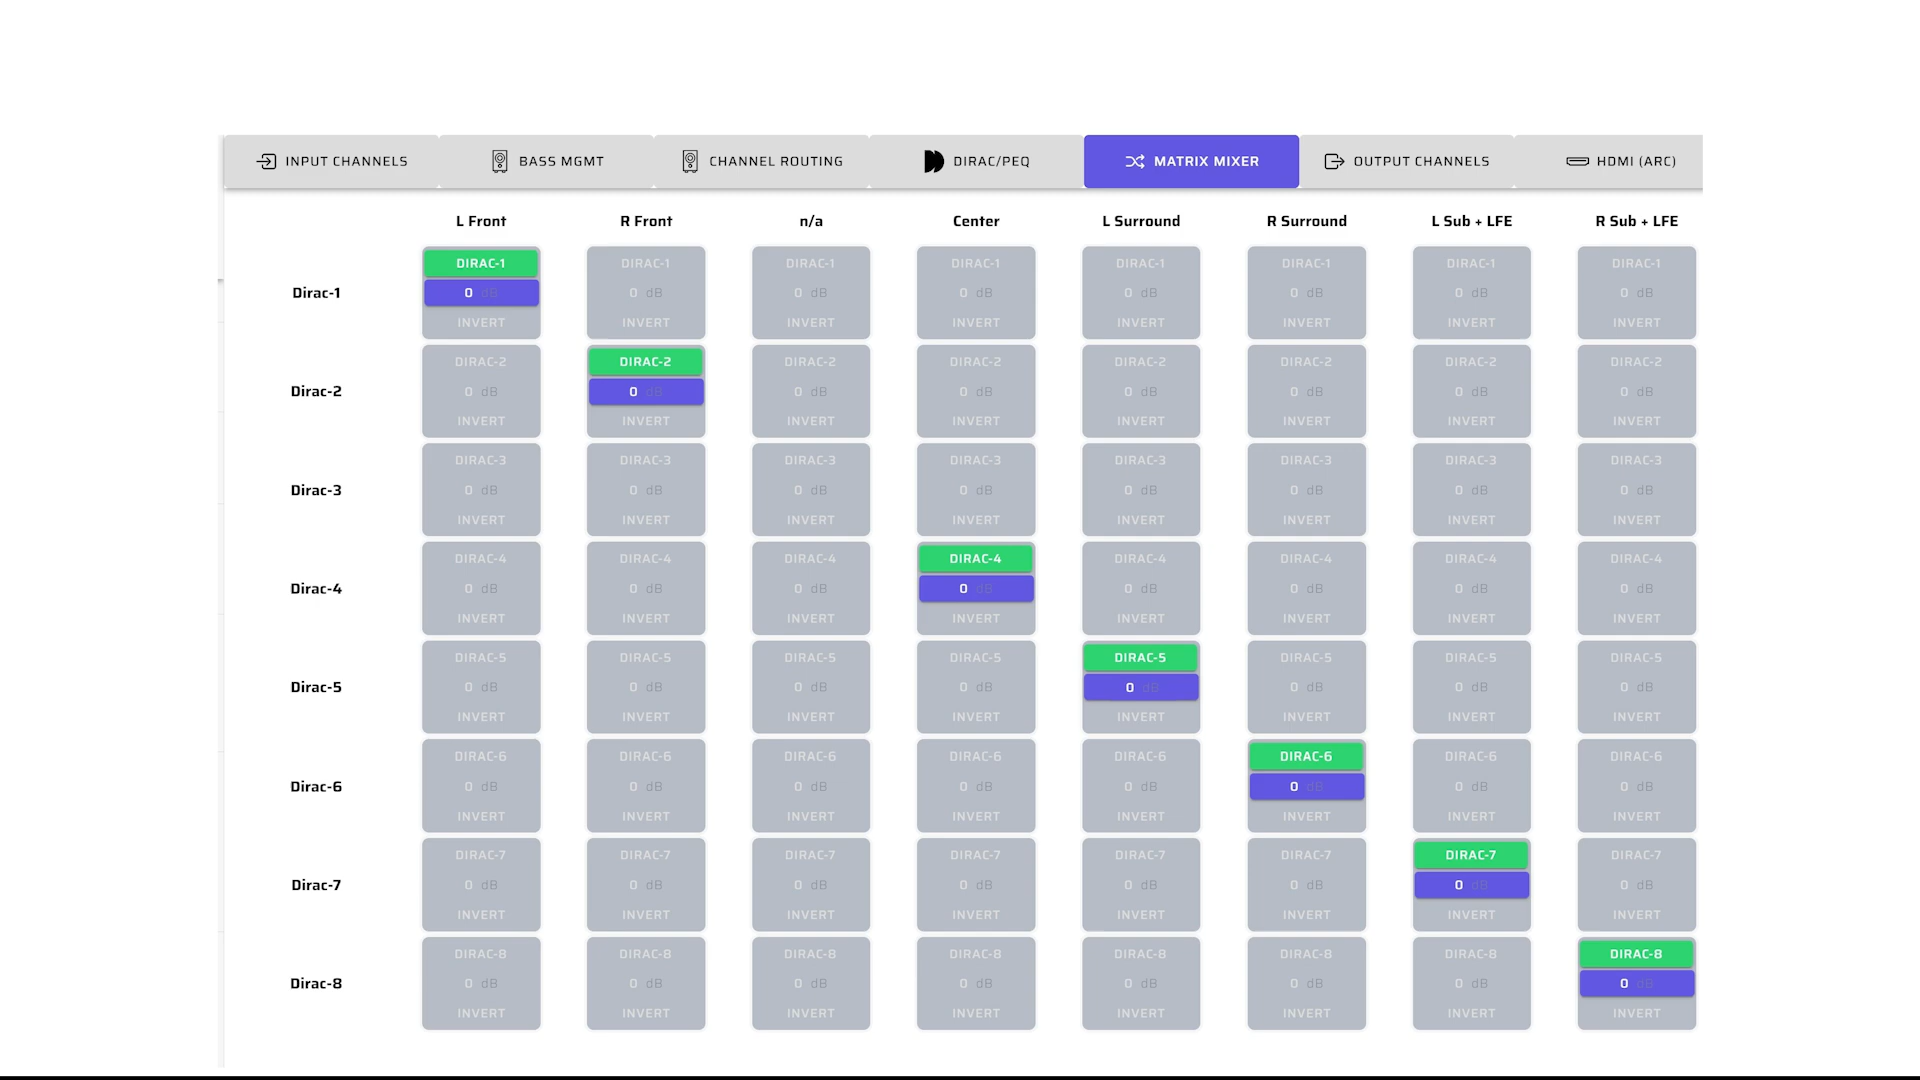 INPUT CHANNELS BASS MGMT CHANNEL ROUTING DIRAC/PEQ MATRIX MIXER OUTPUT CHANNELS HDMI (ARC)
L Front R Front n/a Center L Surround R Surround L Sub + LFE R Sub + LFE
DIRAC-1 DIRAC-1 DIRAC-1 DIRAC-1 DIRAC-1 DIRAC-1 DIRAC-1 DIRAC-1
Dirac-1 0 dB 0 dB 0 dB 0 dB 0 dB 0 dB 0 dB 0 dB
INVERT INVERT INVERT INVERT INVERT INVERT INVERT INVERT
DIRAC-2 DIRAC-2 DIRAC-2 DIRAC-2 DIRAC-2 DIRAC-2 DIRAC-2 DIRAC-2
Dirac-2 0 dB 0 dB 0 dB 0 dB 0 dB 0 dB 0 dB 0 dB
INVERT INVERT INVERT INVERT INVERT INVERT INVERT INVERT
DIRAC-3 DIRAC-3 DIRAC-3 DIRAC-3 DIRAC-3 DIRAC-3 DIRAC-3 DIRAC-3
Dirac-3 0 dB 0 dB 0 dB 0 dB 0 dB 0 dB 0 dB 0 dB
INVERT INVERT INVERT INVERT INVERT INVERT INVERT INVERT
DIRAC-4 DIRAC-4 DIRAC-4 DIRAC-4 DIRAC-4 DIRAC-4 DIRAC-4 DIRAC-4
Dirac-4 0 dB 0 dB 0 dB 0 dB 0 dB 0 dB 0 dB 0 dB
INVERT INVERT INVERT INVERT INVERT INVERT INVERT INVERT
DIRAC-5 DIRAC-5 DIRAC-5 DIRAC-5 DIRAC-5 DIRAC-5 DIRAC-5 DIRAC-5
Dirac-5 0 dB 0 dB 0 dB 0 dB 0 dB 0 dB 0 dB 0 dB
INVERT INVERT INVERT INVERT INVERT INVERT INVERT INVERT
DIRAC-6 DIRAC-6 DIRAC-6 DIRAC-6 DIRAC-6 DIRAC-6 DIRAC-6 DIRAC-6
Dirac-6 0 dB 0 dB 0 dB 0 dB 0 dB 0 dB 0 dB 0 dB
INVERT INVERT INVERT INVERT INVERT INVERT INVERT INVERT
DIRAC-7 DIRAC-7 DIRAC-7 DIRAC-7 DIRAC-7 DIRAC-7 DIRAC-7 DIRAC-7
Dirac-7 0 dB 0 dB 0 dB 0 dB 0 dB 0 dB 0 dB 0 dB
INVERT INVERT INVERT INVERT INVERT INVERT INVERT INVERT
DIRAC-8 DIRAC-8 DIRAC-8 DIRAC-8 DIRAC-8 DIRAC-8 DIRAC-8 DIRAC-8
Dirac-8 0 dB 0 dB 0 dB 0 dB 0 dB 0 dB 0 dB 0 dB
INVERT INVERT INVERT INVERT INVERT INVERT INVERT INVERT